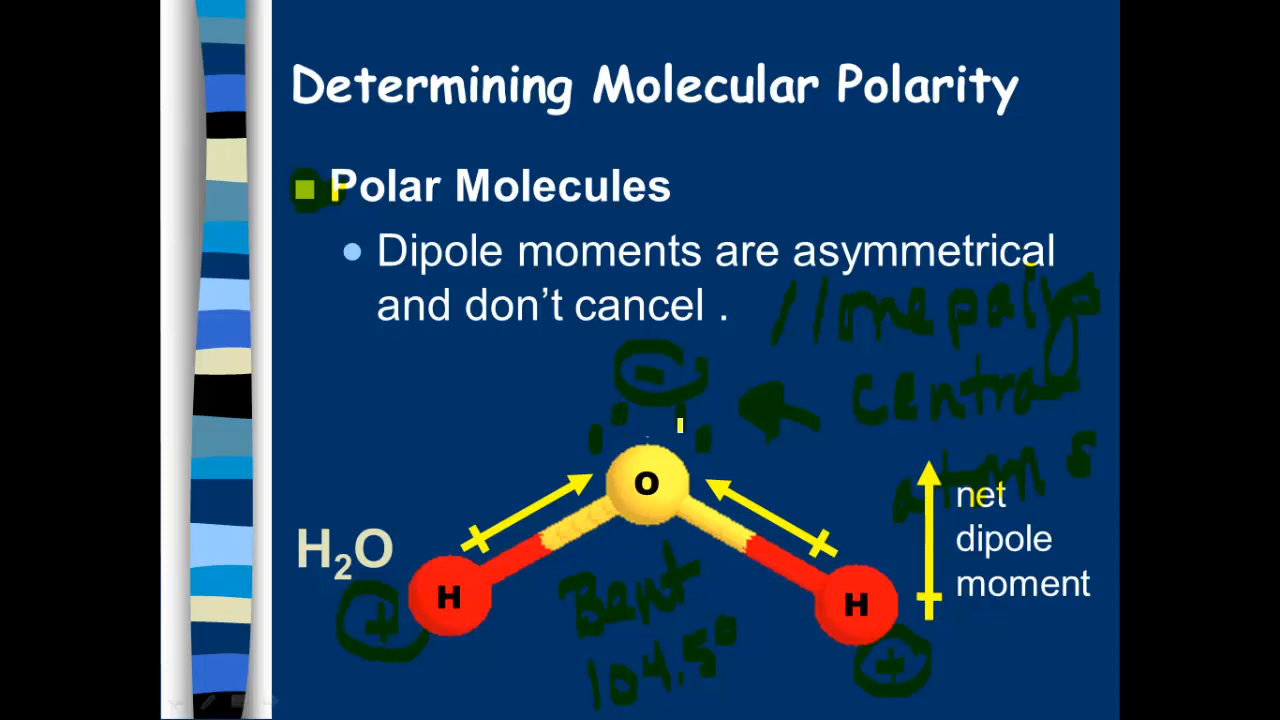 Determining Molecular Polarity
Polar Molecules
Dipole moments are asymmetrical
and don't cancel .
lone pairs
central
atom s
O
H₂O
H
H
net
dipole
moment
Bent
104.5°
+
+
-